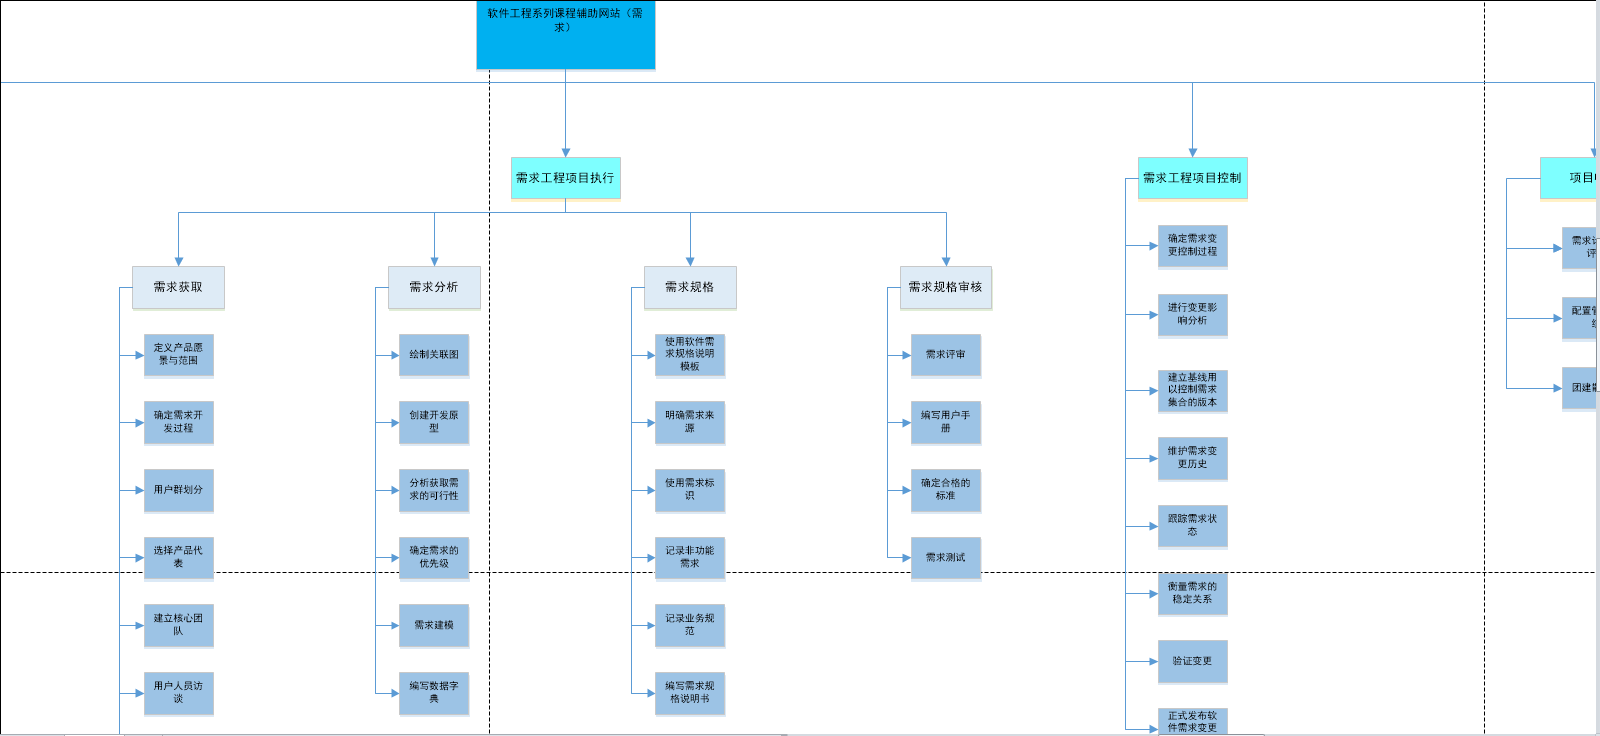 软件工程系列课程辅助网站（需
求）
需求工程项目执行
需求工程项目控制
项目
需求获取
需求分析
需求规格
需求规格审核
定义产品愿
景与范围
确定需求开
发过程
用户群划分
选择产品代
表
建立核心团
队
用户人员访
谈
绘制关联图
创建开发原
型
分析获取需
求的可行性
确定需求的
优先级
需求建模
编写数据字
典
使用软件需
求规格说明
模板
明确需求来
源
使用需求标
识
记录非功能
需求
记录业务规
范
编写需求规
格说明书
需求评审
编写用户手
册
确定合格的
标准
需求测试
确定需求变
更控制过程
进行变更影
响分析
建立基线用
以控制需求
集合的版本
维护需求变
更历史
跟踪需求状
态
衡量需求的
稳定关系
验证变更
正式发布软
件需求变更
需求
评
配置
团建